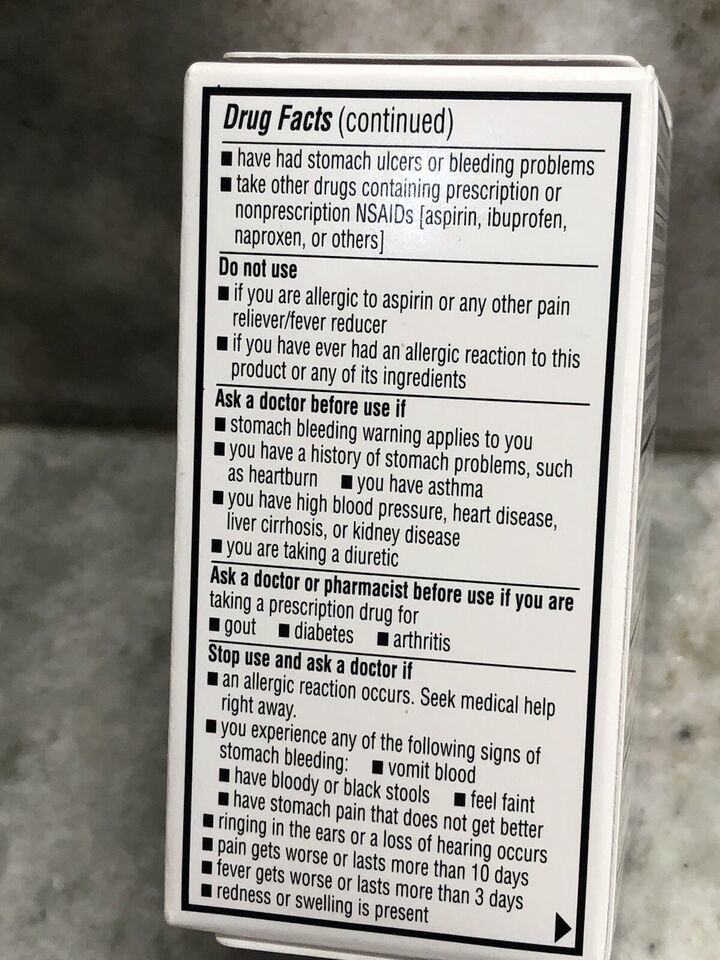 Drug Facts (continued)
■ have had stomach ulcers or bleeding problems
■ take other drugs containing prescription or
nonprescription NSAIDs [aspirin, ibuprofen,
naproxen, or others]
Do not use
■ if you are allergic to aspirin or any other pain
reliever/fever reducer
■ if you have ever had an allergic reaction to this
product or any of its ingredients
Ask a doctor before use if
■ stomach bleeding warning applies to you
■ you have a history of stomach problems, such
as heartburn ■ you have asthma
■ you have high blood pressure, heart disease,
liver cirrhosis, or kidney disease
■ you are taking a diuretic
Ask a doctor or pharmacist before use if you are
taking a prescription drug for
■ gout ■ diabetes ■ arthritis
Stop use and ask a doctor if
■ an allergic reaction occurs. Seek medical help
right away.
■ you experience any of the following signs of
stomach bleeding: ■ vomit blood
■ have bloody or black stools ■ feel faint
■ have stomach pain that does not get better
■ ringing in the ears or a loss of hearing occurs
■ pain gets worse or lasts more than 10 days
■ fever gets worse or lasts more than 3 days
■ redness or swelling is present